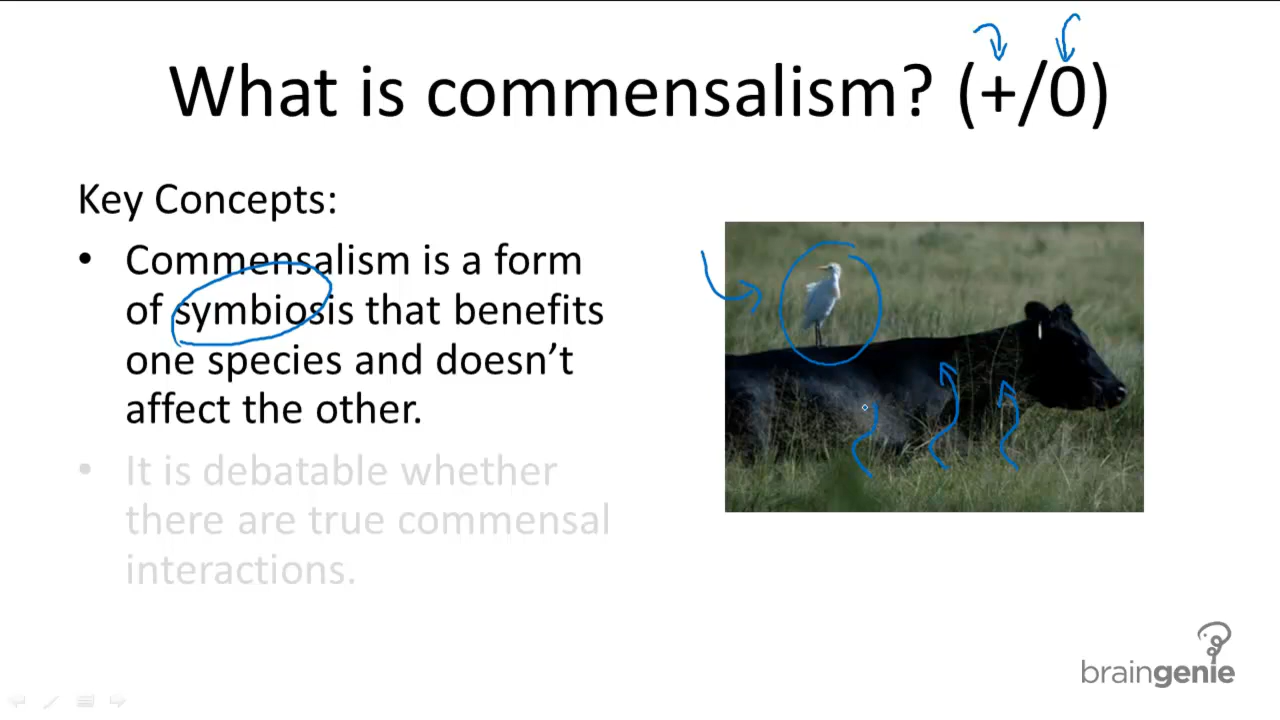 What is commensalism? (+/0)
Key Concepts:
• Commensalism is a form
of symbiosis that benefits
one species and doesn’t
affect the other.
• It is debatable whether
there are true commensal
interactions.
braingenie